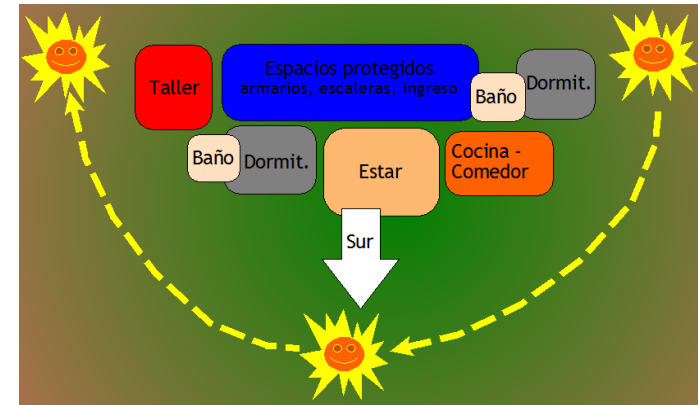 Taller
Espacios protegidos
armarios, escaleras, ingreso
Baño
Dormit.
Baño
Dormit.
Estar
Cocina -
Comedor
Sur